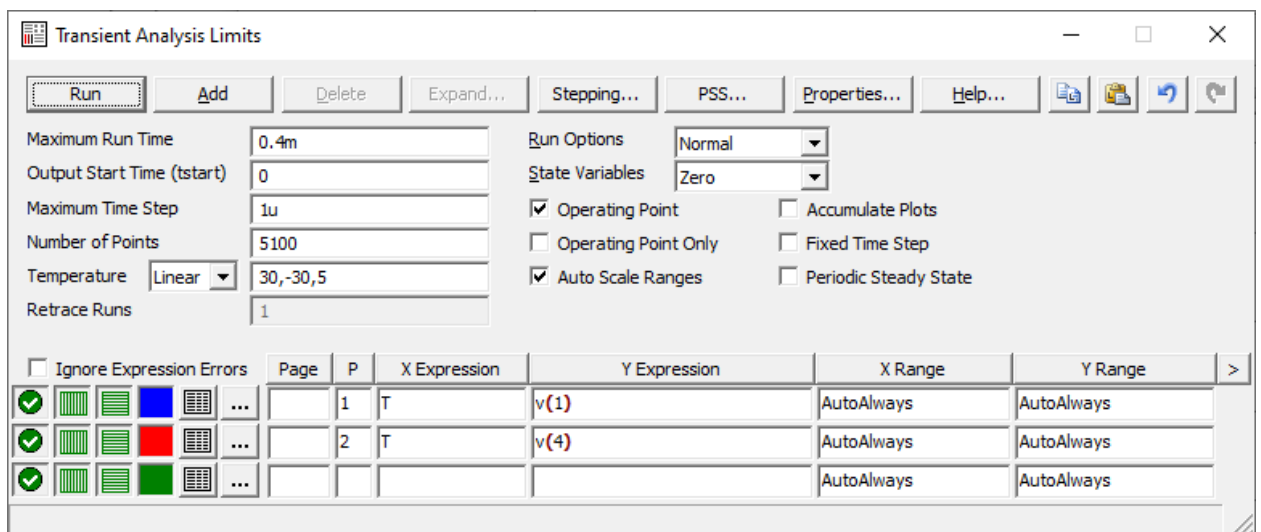 Transient Analysis Limits
Run Add Delete Expand... Stepping... PSS... Properties... Help...
Maximum Run Time 0.4m Run Options Normal
Output Start Time (tstart) 0 State Variables Zero
Maximum Time Step 1u Operating Point Accumulate Plots
Number of Points 5100 Operating Point Only Fixed Time Step
Temperature Linear 30,-30,5 Auto Scale Ranges Periodic Steady State
Retrace Runs 1
Ignore Expression Errors Page P X Expression Y Expression X Range Y Range >
... 1 T v(1) AutoAlways AutoAlways
... 2 T v(4) AutoAlways AutoAlways
... AutoAlways AutoAlways